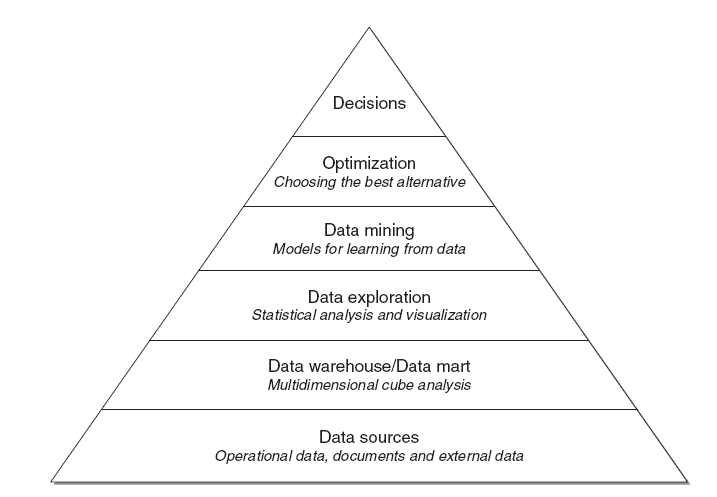 Decisions
Optimization
Choosing the best alternative
Data mining
Models for learning from data
Data exploration
Statistical analysis and visualization
Data warehouse/Data mart
Multidimensional cube analysis
Data sources
Operational data, documents and external data